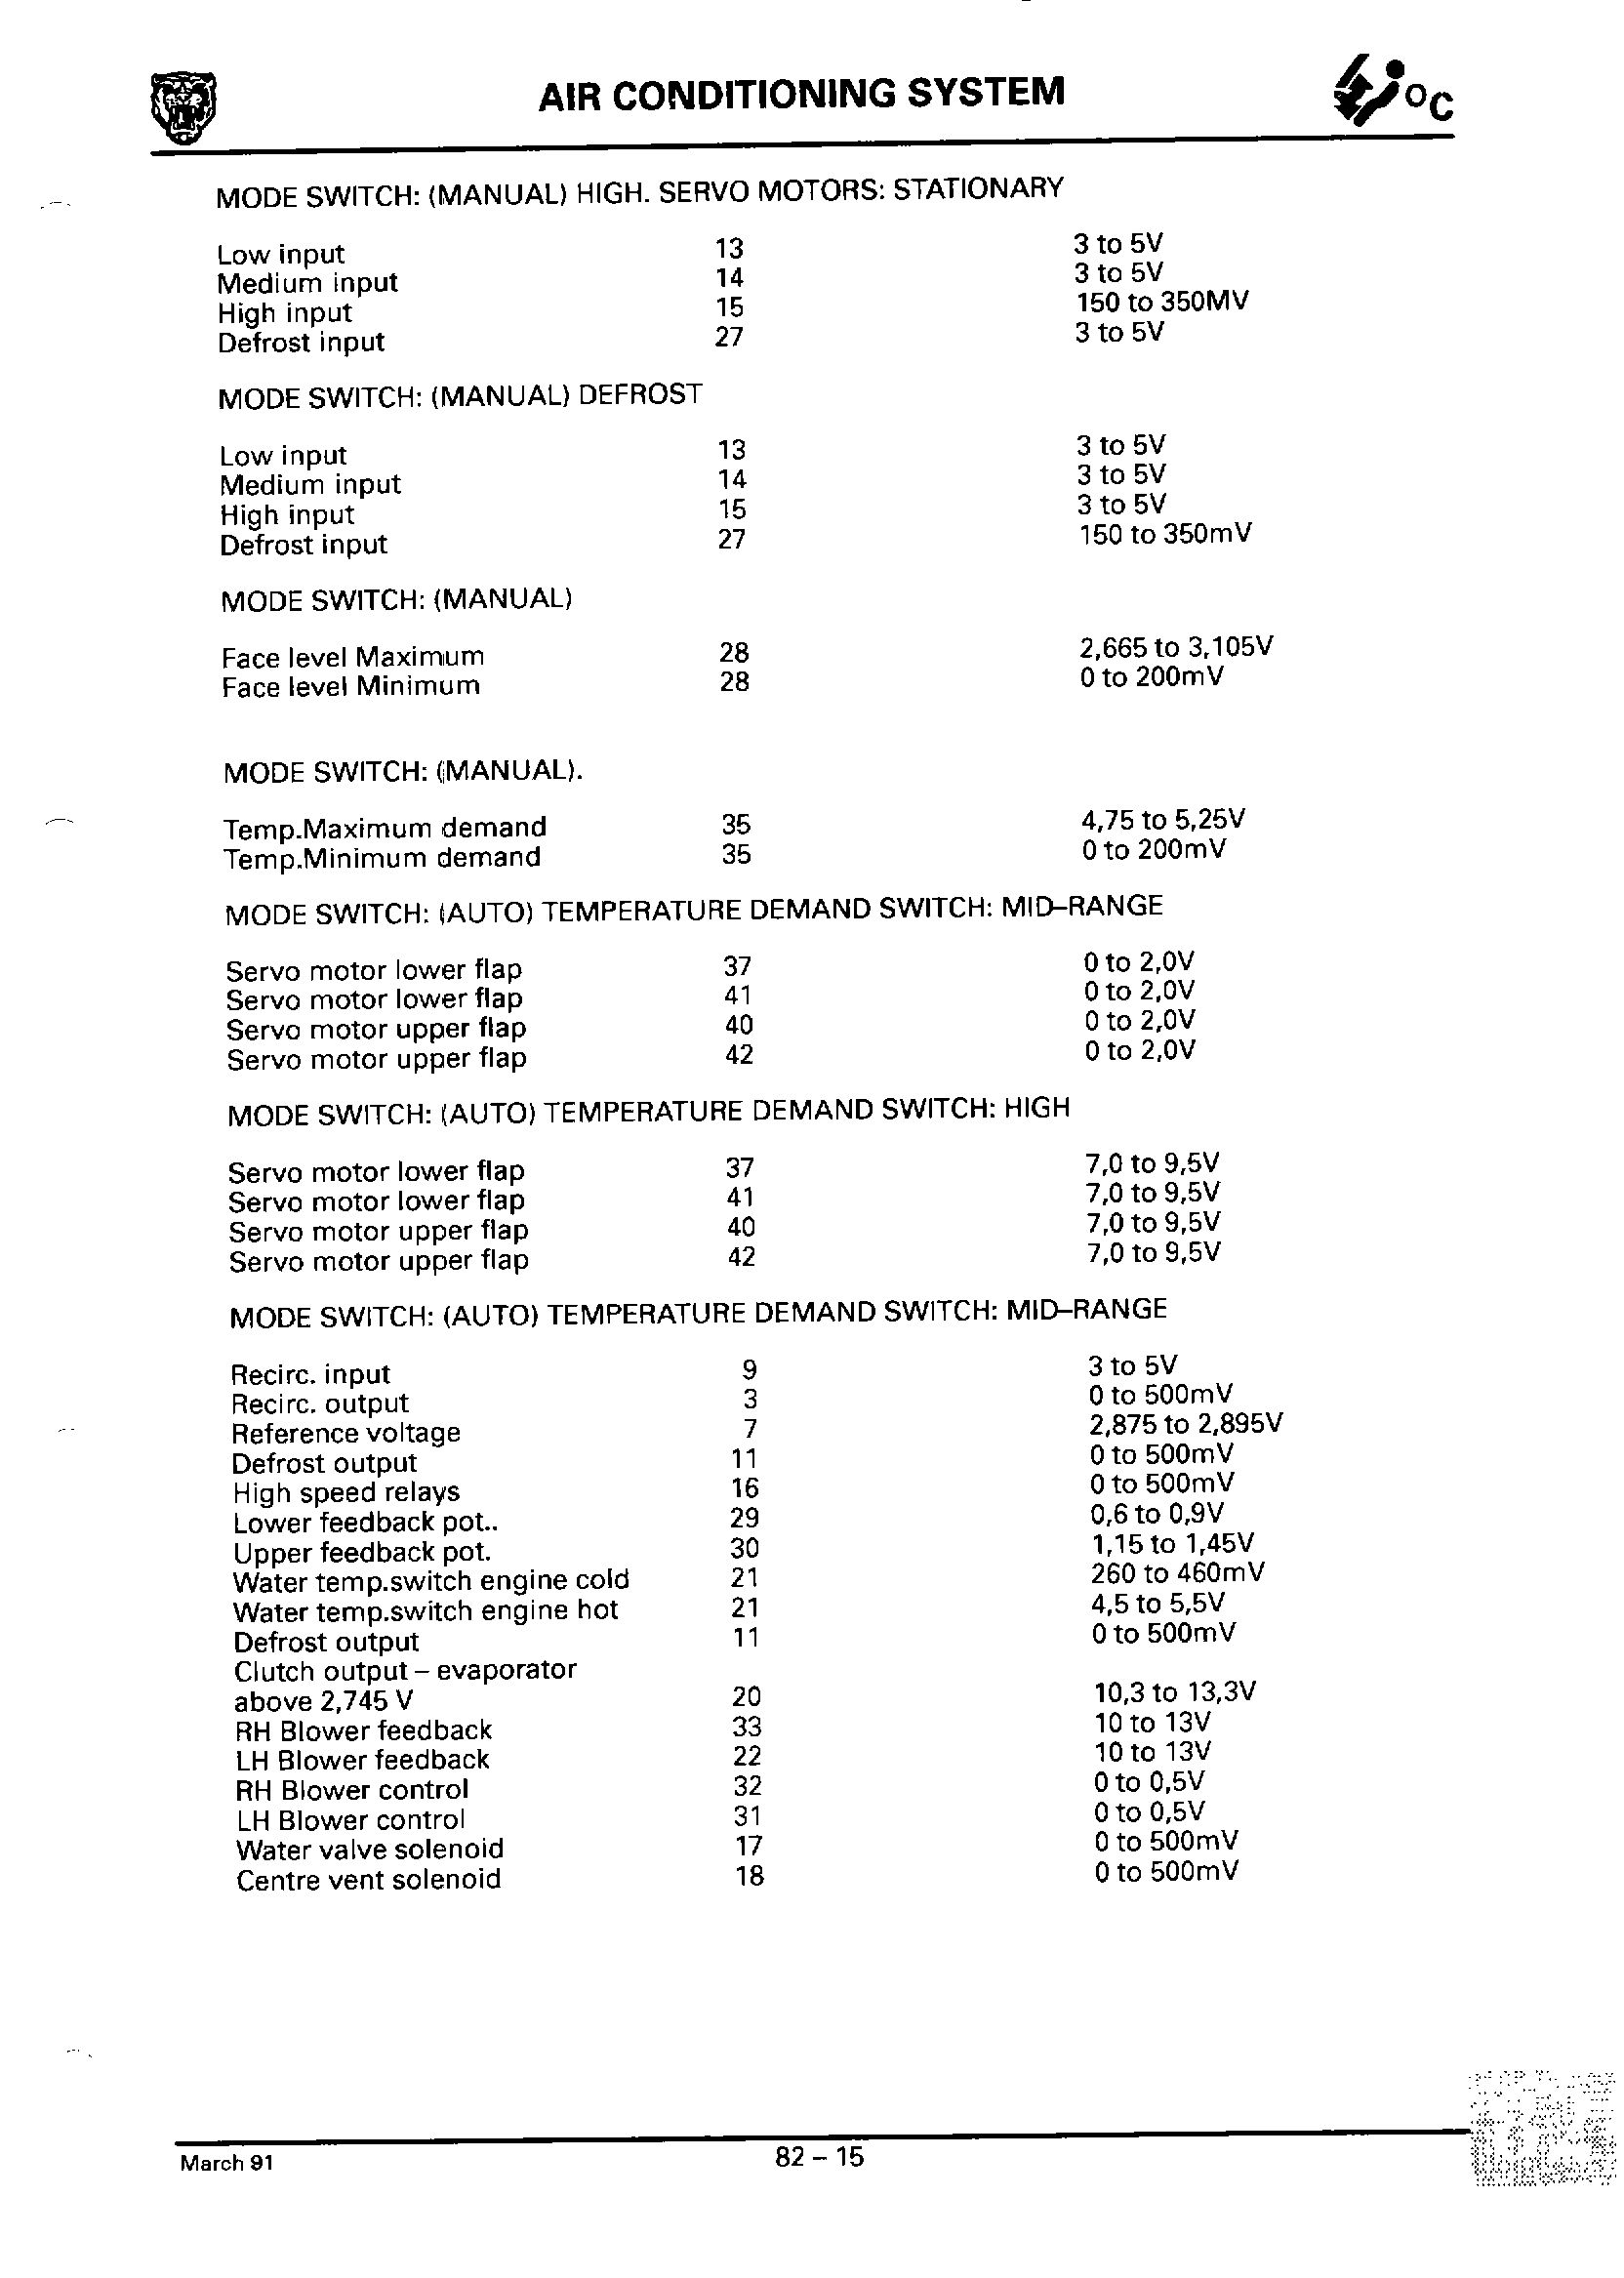 AIR CONDITIONING SYSTEM
°C
MODE SWITCH: (MANUAL) HIGH. SERVO MOTORS: STATIONARY
Low input 13 3 to 5V
Medium input 14 3 to 5V
High input 15 150 to 350MV
Defrost input 27 3 to 5V
MODE SWITCH: (MANUAL) DEFROST
Low input 13 3 to 5V
Medium input 14 3 to 5V
High input 15 3 to 5V
Defrost input 27 150 to 350mV
MODE SWITCH: (MANUAL)
Face level Maximum 28 2,665 to 3,105V
Face level Minimum 28 0 to 200mV
MODE SWITCH: (MANUAL).
Temp.Maximum demand 35 4,75 to 5,25V
Temp.Minimum demand 35 0 to 200mV
MODE SWITCH: (AUTO) TEMPERATURE DEMAND SWITCH: MID–RANGE
Servo motor lower flap 37 0 to 2,0V
Servo motor lower flap 41 0 to 2,0V
Servo motor upper flap 40 0 to 2,0V
Servo motor upper flap 42 0 to 2,0V
MODE SWITCH: (AUTO) TEMPERATURE DEMAND SWITCH: HIGH
Servo motor lower flap 37 7,0 to 9,5V
Servo motor lower flap 41 7,0 to 9,5V
Servo motor upper flap 40 7,0 to 9,5V
Servo motor upper flap 42 7,0 to 9,5V
MODE SWITCH: (AUTO) TEMPERATURE DEMAND SWITCH: MID–RANGE
Recirc. input 9 3 to 5V
Recirc. output 3 0 to 500mV
Reference voltage 7 2,875 to 2,895V
Defrost output 11 0 to 500mV
High speed relays 16 0 to 500mV
Lower feedback pot.. 29 0,6 to 0,9V
Upper feedback pot. 30 1,15 to 1,45V
Water temp.switch engine cold 21 260 to 460mV
Water temp.switch engine hot 21 4,5 to 5,5V
Defrost output 11 0 to 500mV
Clutch output – evaporator
above 2,745 V 20 10,3 to 13,3V
RH Blower feedback 33 10 to 13V
LH Blower feedback 22 10 to 13V
RH Blower control 32 0 to 0,5V
LH Blower control 31 0 to 0,5V
Water valve solenoid 17 0 to 500mV
Centre vent solenoid 18 0 to 500mV
March 91 82 – 15